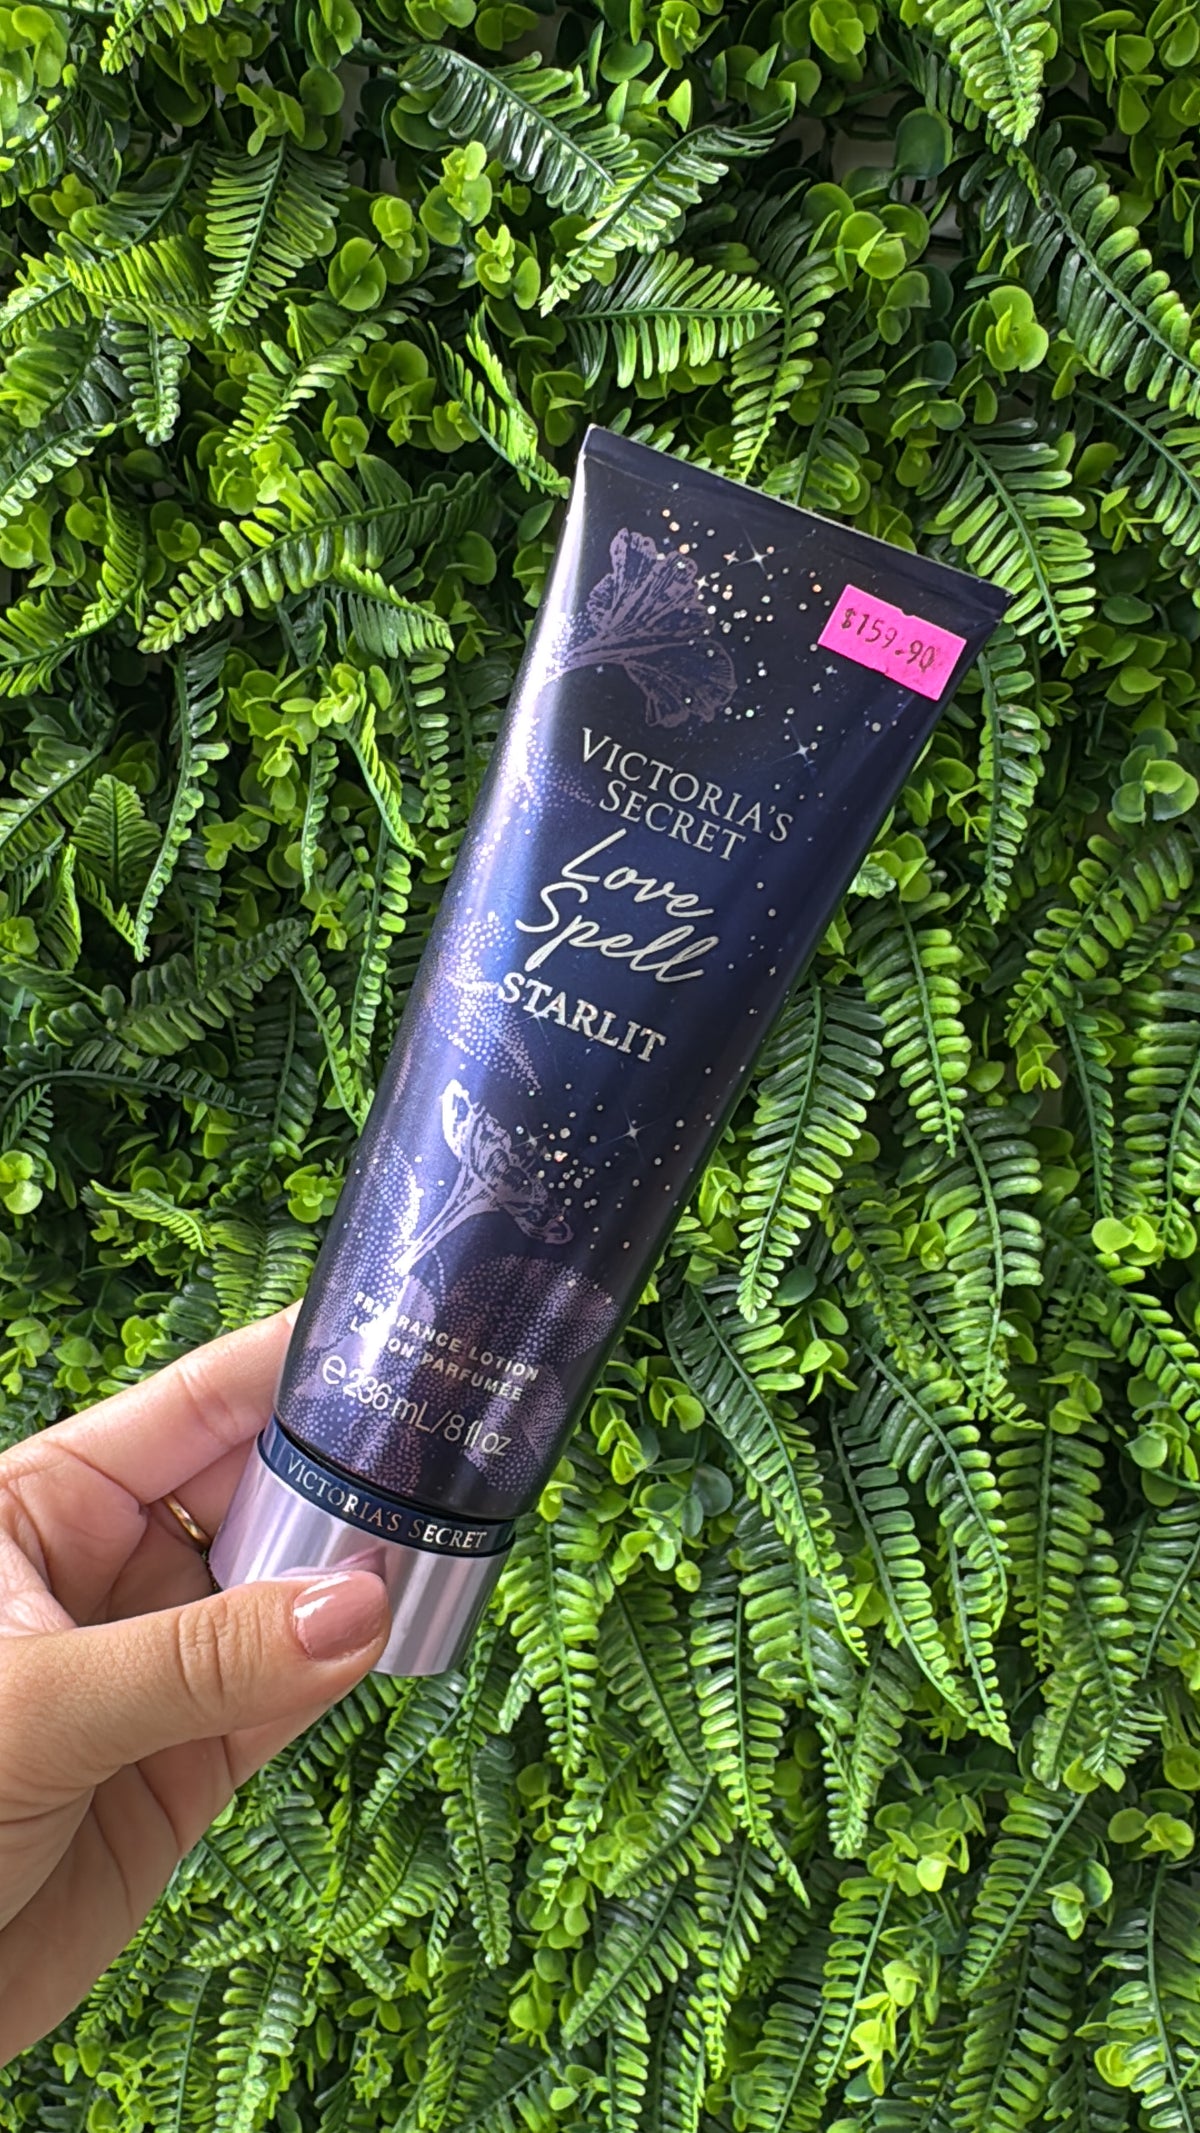 $159.90
VICTORIA'S
SECRET
Love
Spell
STARLIT
FRAGRANCE LOTION
LOTION PARFUMÉE
℮ 236 mL/8 fl oz
VICTORIA'S SECRET